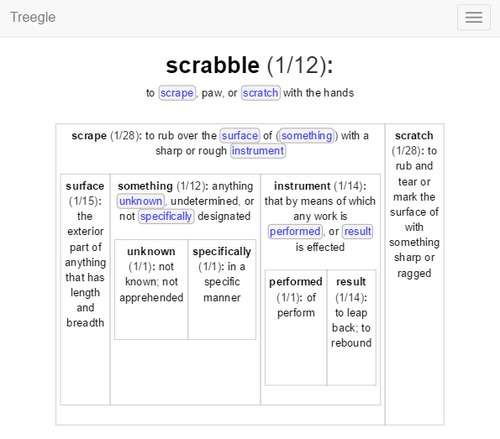 Treegle
scrabble (1/12):
to scrape, paw, or scratch with the hands
scrape (1/28): to rub over the surface of (something) with a
sharp or rough instrument
surface
(1/15):
the
exterior
part of
anything
that has
length
and
breadth
something (1/12): anything
unknown, undetermined, or
not specifically designated
unknown
(1/1): not
known; not
apprehended
specifically
(1/1): in a
specific
manner
instrument (1/14):
that by means of which
any work is
performed, or result
is effected
performed
(1/1): of
perform
result
(1/14):
to leap
back; to
rebound
scratch
(1/28): to
rub and
tear or
mark the
surface of
with
something
sharp or
ragged